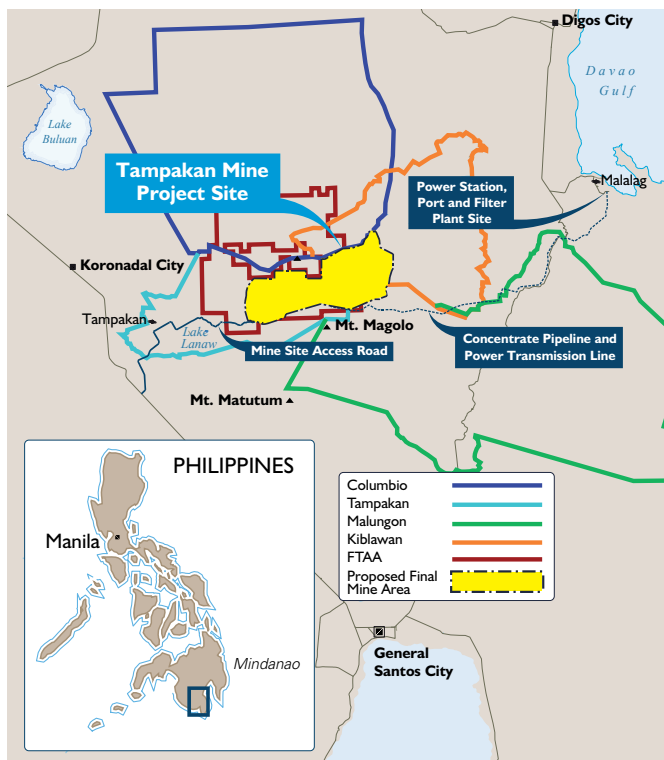 Digos City
Davao
Gulf
Lake
Buluan
Tampakan Mine
Project Site
Power Station,
Port and Filter
Plant Site
Malalag
Koronadal City
Tampakan
Lake
Lanaw
Mt. Magolo
Mine Site Access Road
Concentrate Pipeline and
Power Transmission Line
Mt. Matutum
PHILIPPINES
Manila
Mindanao
Columbio
Tampakan
Malungon
Kiblawan
FTAA
Proposed Final
Mine Area
General
Santos City